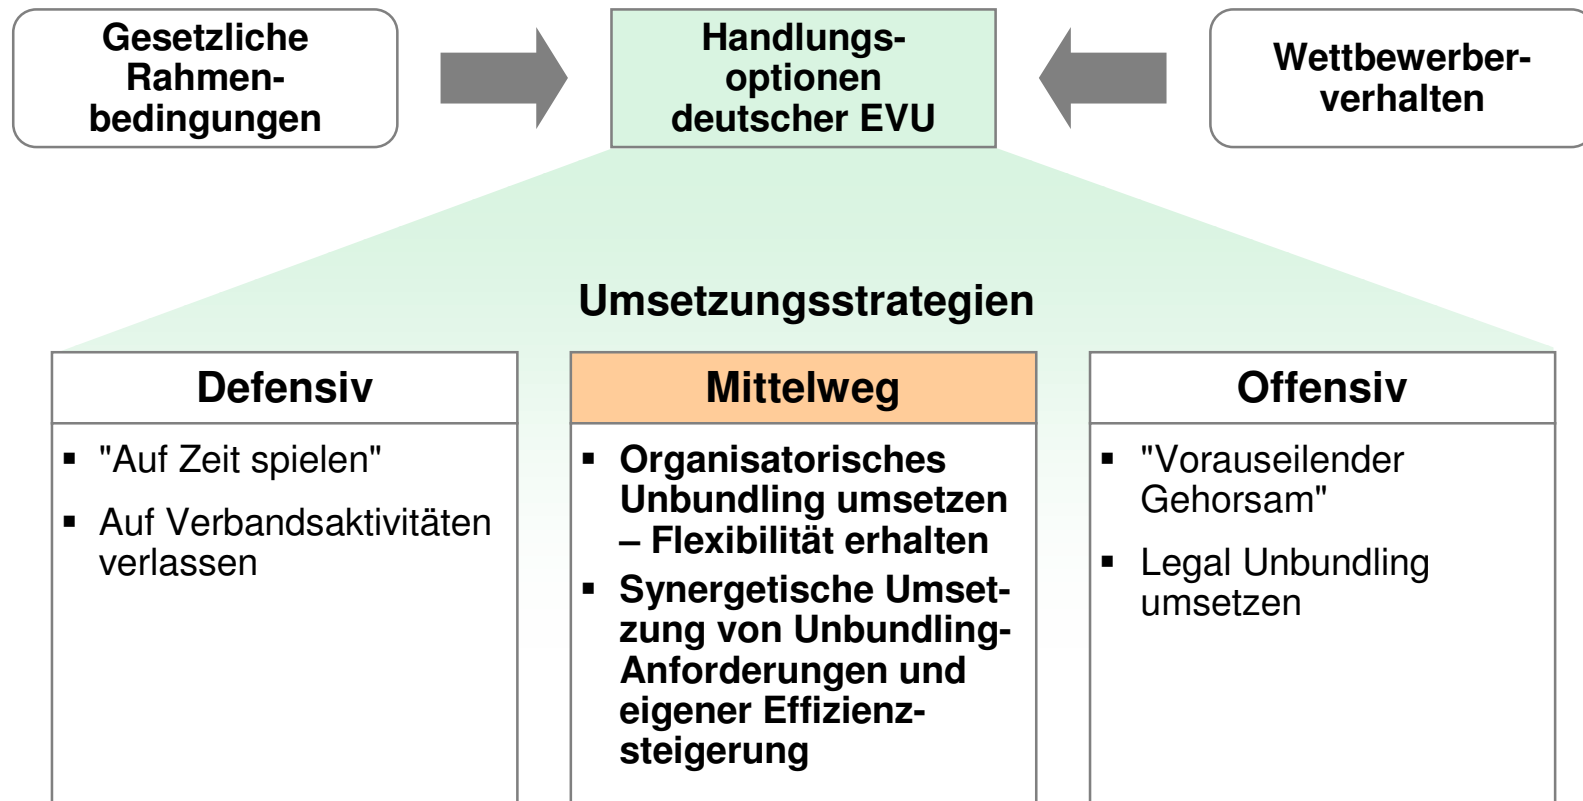 Gesetzliche
Rahmen-
bedingungen
Handlungs-
optionen
deutscher EVU
Wettbewerber-
verhalten
Umsetzungsstrategien
Defensiv
▪ "Auf Zeit spielen"
▪ Auf Verbandsaktivitäten
verlassen
Mittelweg
▪ Organisatorisches
Unbundling umsetzen
– Flexibilität erhalten
▪ Synergetische Umset-
zung von Unbundling-
Anforderungen und
eigener Effizienz-
steigerung
Offensiv
▪ "Vorauseilender
Gehorsam"
▪ Legal Unbundling
umsetzen